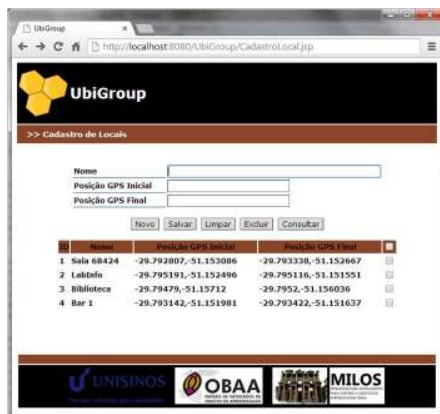 UbiGroup
http://localhost:8080/UbiGroup/CadastroLocal.jsp
UbiGroup
>> Cadastro de Locais
Nome
Posição GPS Inicial
Posição GPS Final
Novo Salvar Limpar Excluir Consultar
ID Nome Posição GPS Inicial Posição GPS Final
1 Sala 6B424 -29.792807,-51.153086 -29.793338,-51.152667
2 LabInfo -29.795191,-51.152496 -29.795116,-51.151551
3 Biblioteca -29.79479,-51.15712 -29.7952,-51.156036
4 Bar 1 -29.793142,-51.151981 -29.793422,-51.151637
UNISINOS OBAA MILOS